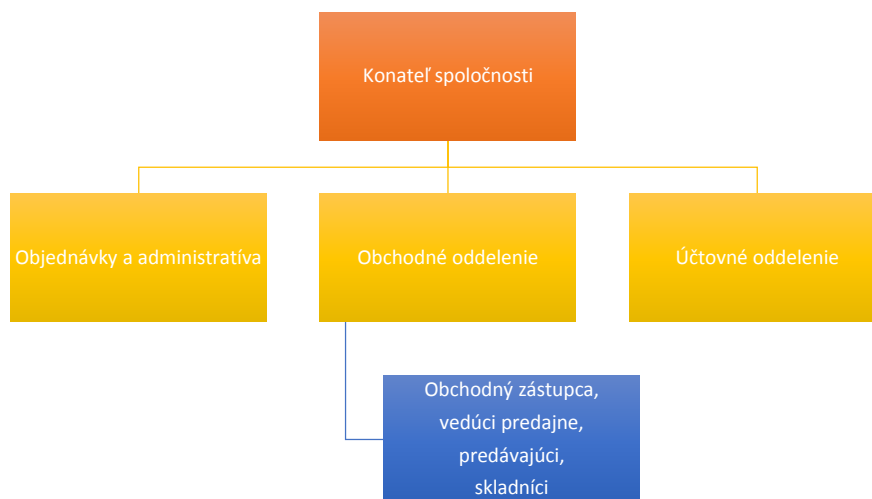 Konateľ spoločnosti
Objednávky a administratíva
Obchodné oddelenie
Účtovné oddelenie
Obchodný zástupca,
vedúci predajne,
predávajúci,
skladníci